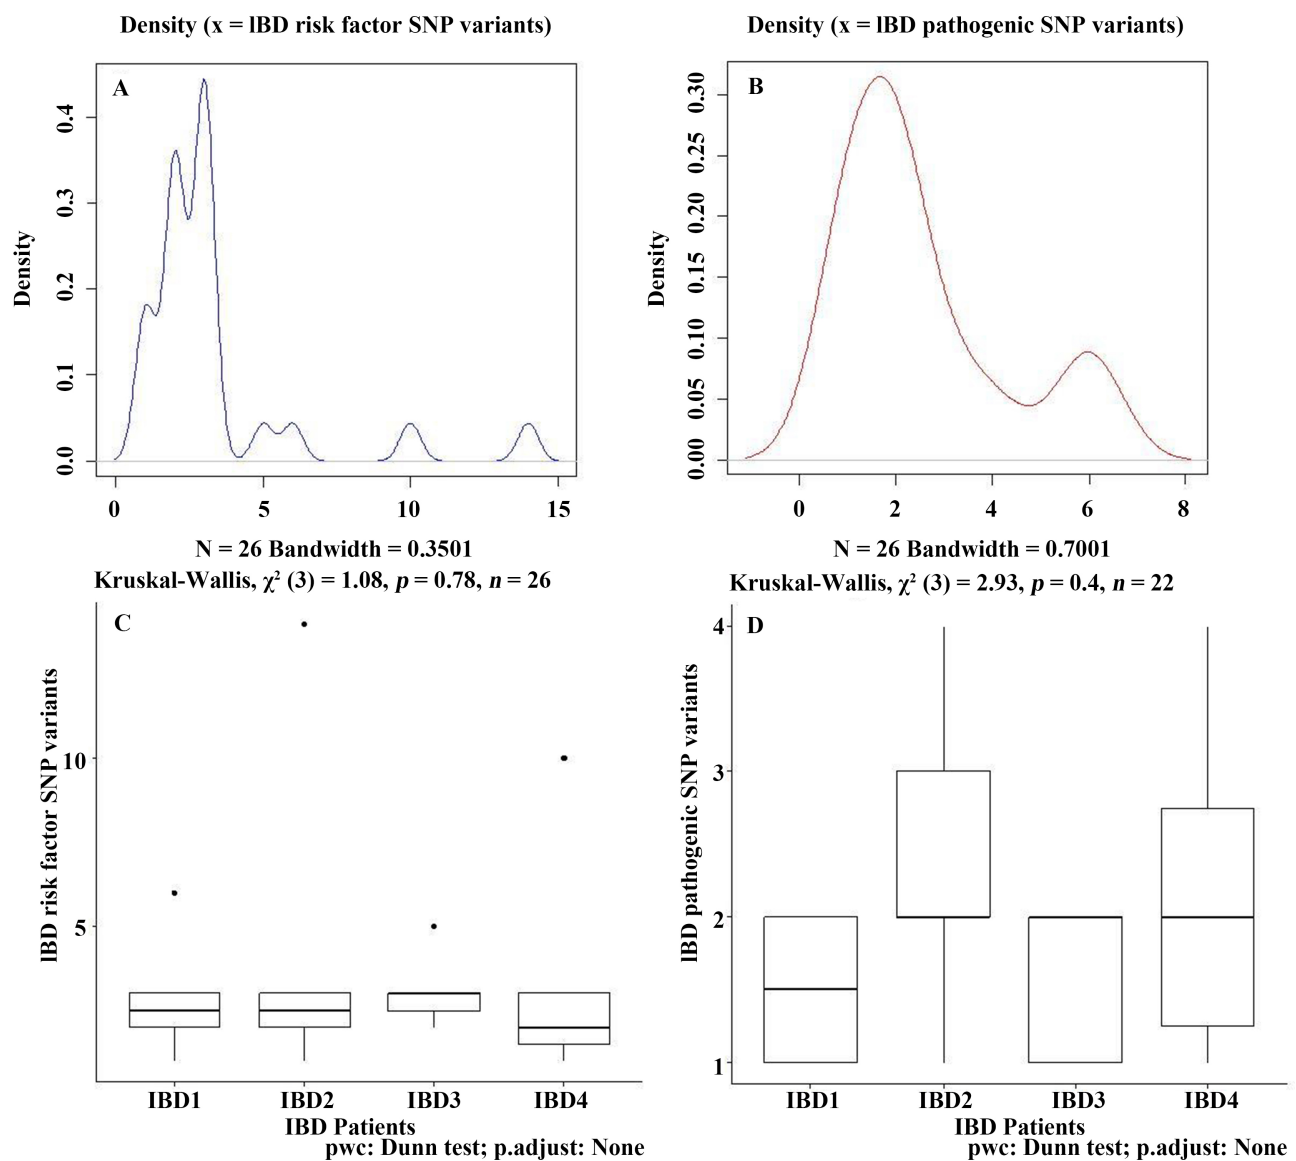 Density (x = lBD risk factor SNP variants)
Density (x = lBD pathogenic SNP variants)
A
Density
0.4
0.3
0.2
0.1
0.0
0 5 10 15
N = 26 Bandwidth = 0.3501
B
Density
0.30
0.25
0.20
0.15
0.10
0.05
0.00
0 2 4 6 8
N = 26 Bandwidth = 0.7001
Kruskal-Wallis, χ² (3) = 1.08, p = 0.78, n = 26
C
lBD risk factor SNP variants
10
5
IBD1 IBD2 IBD3 IBD4
IBD Patients
pwc: Dunn test; p.adjust: None
Kruskal-Wallis, χ² (3) = 2.93, p = 0.4, n = 22
D
lBD pathogenic SNP variants
4
3
2
1
IBD1 IBD2 IBD3 IBD4
IBD Patients
pwc: Dunn test; p.adjust: None